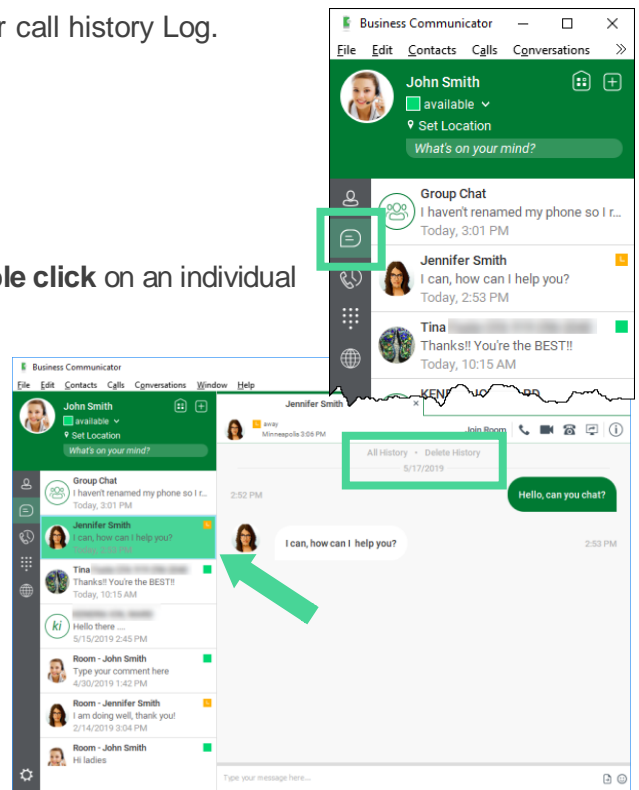 r call history Log.
Business Communicator
File Edit Contacts Calls Conversations »
John Smith
available
Set Location
What's on your mind?
Group Chat
I haven't renamed my phone so I r...
Today, 3:01 PM
Jennifer Smith
I can, how can I help you?
Today, 2:53 PM
Tina
Thanks!! You're the BEST!!
Today, 10:15 AM
le click on an individual
Business Communicator
File Edit Contacts Calls Conversations Window Help
John Smith
available
Set Location
What's on your mind?
Group Chat
I haven't renamed my phone so I r...
Today, 3:01 PM
Jennifer Smith
I can, how can I help you?
Today, 2:53 PM
Tina
Thanks!! You're the BEST!!
Today, 10:15 AM
ki
Hello there ....
5/15/2019 2:45 PM
Room - John Smith
Type your comment here
4/30/2019 1:42 PM
Room - Jennifer Smith
I am doing well, thank you!
2/14/2019 3:04 PM
Room - John Smith
Hi ladies
Jennifer Smith ×
away
Minneapolis 3:06 PM
Join Room
All History • Delete History
5/17/2019
2:52 PM
Hello, can you chat?
I can, how can I help you?
2:53 PM
Type your message here...